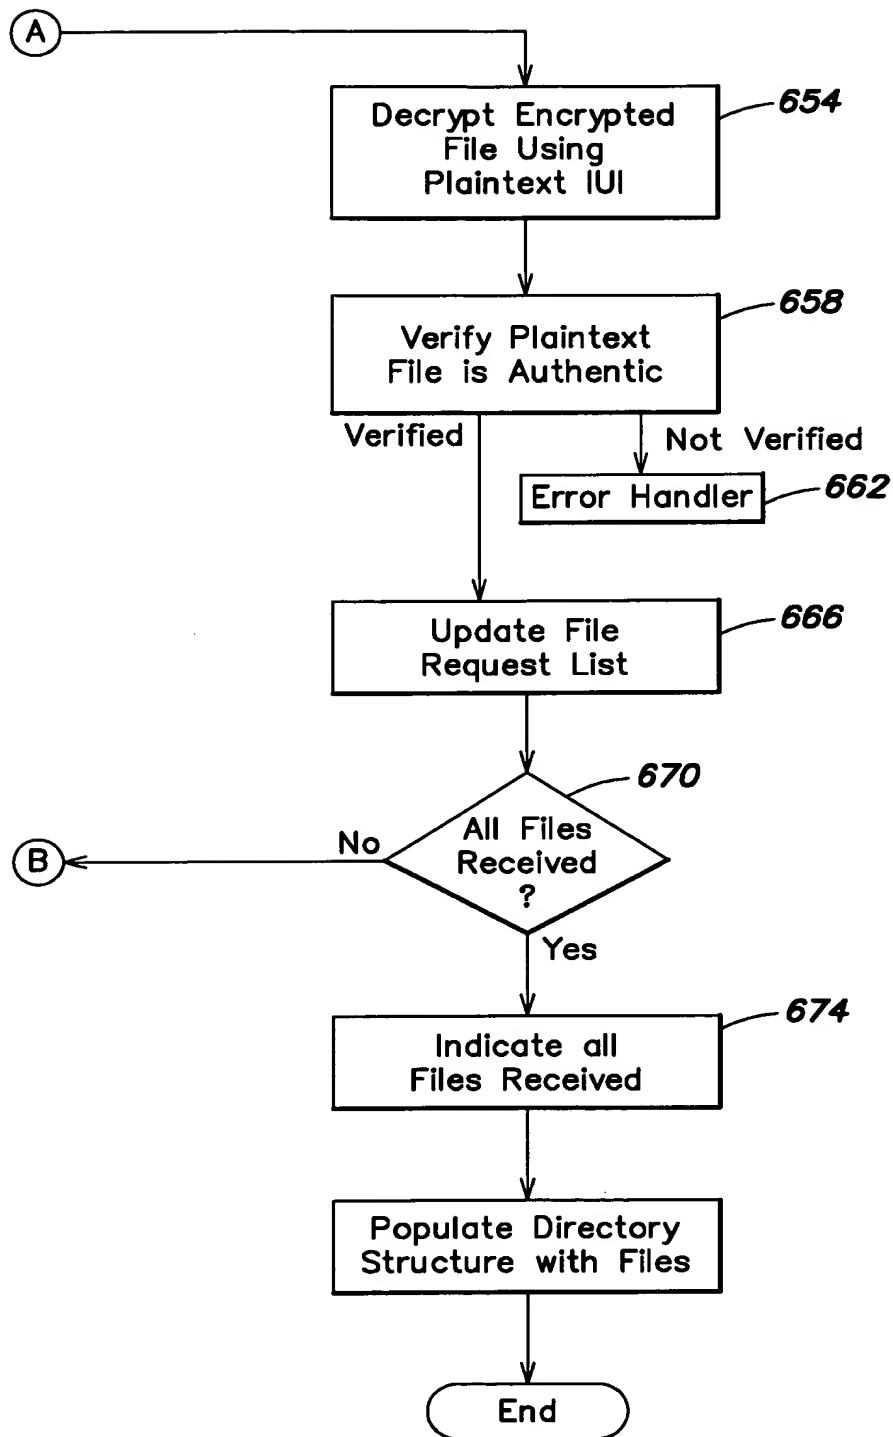 A
Decrypt Encrypted
File Using
Plaintext IUI
654
Verify Plaintext
File is Authentic
658
Verified
Not Verified
Error Handler
662
Update File
Request List
666
All Files
Received
?
670
No
B
Yes
Indicate all
Files Received
674
Populate Directory
Structure with Files
End